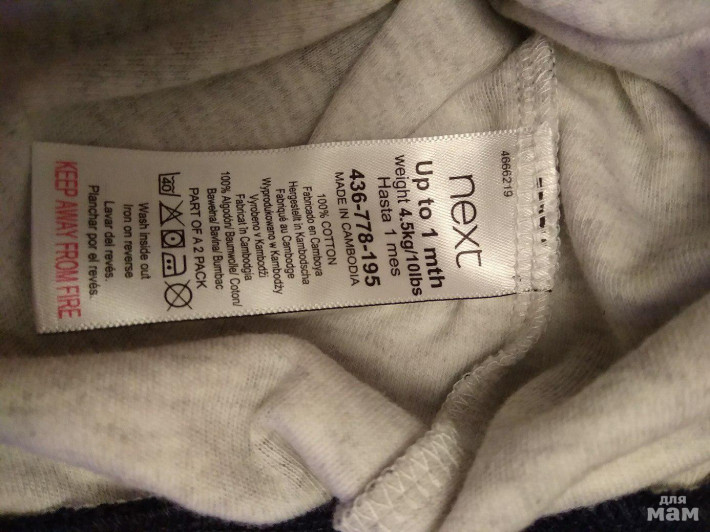 4666219
next
Up to 1 mth
weight 4.5kg/10lbs
Hasta 1 mes
436-778-195
MADE IN CAMBODIA
100% COTTON
Fabricado en Camboya
Hergestellt in Kambodscha
Fabriqué au Cambodge
Wyprodukowano w Kambodży
Vyrobeno v Kambodži
Fabricat în Cambodgia
100% Algodón/ Baumwolle/ Coton/
Bawełna/ Bavlna/ Bumbac
PART OF A 2 PACK
40
Wash inside out
Iron on reverse
Lavar del revés.
Planchar por el revés.
KEEP AWAY FROM FIRE
для
мам